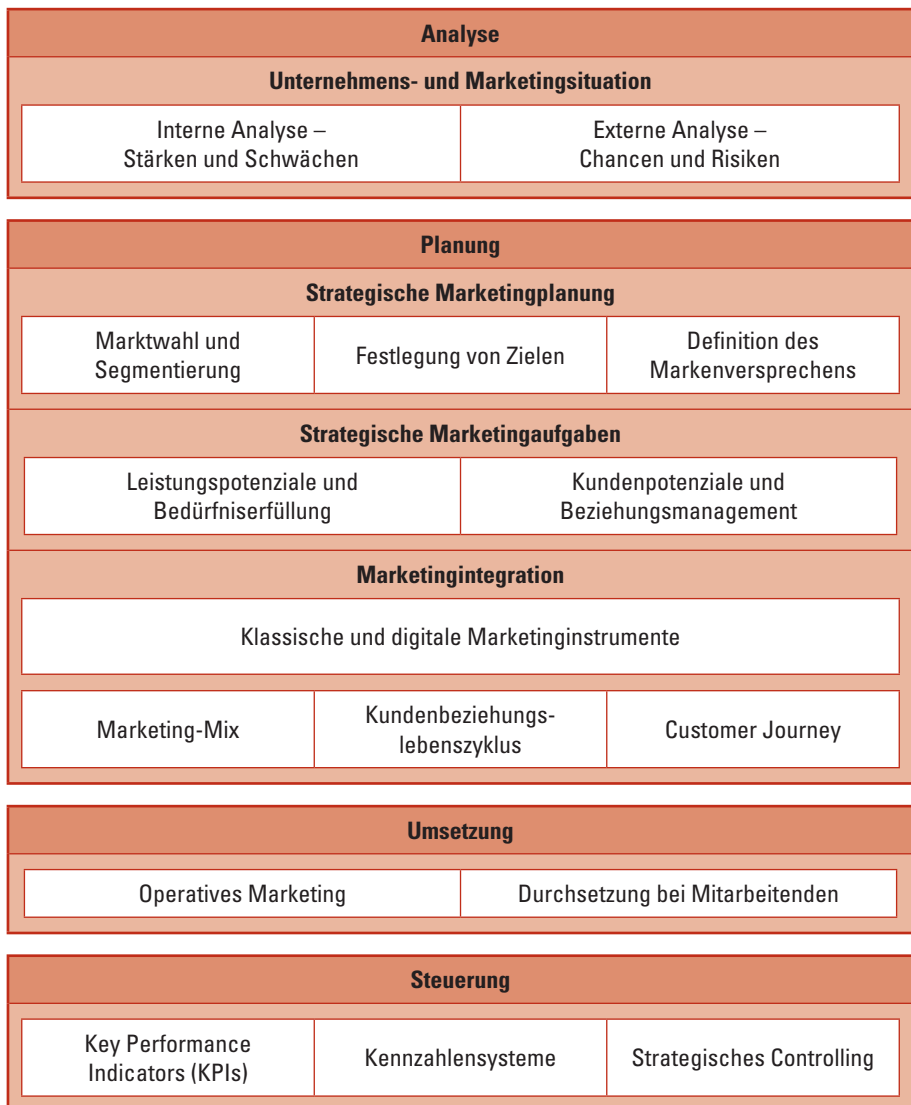 Analyse
Unternehmens- und Marketingsituation
Interne Analyse –
Stärken und Schwächen
Externe Analyse –
Chancen und Risiken
Planung
Strategische Marketingplanung
Marktwahl und
Segmentierung
Festlegung von Zielen
Definition des
Markenversprechens
Strategische Marketingaufgaben
Leistungspotenziale und
Bedürfniserfüllung
Kundenpotenziale und
Beziehungsmanagement
Marketingintegration
Klassische und digitale Marketinginstrumente
Marketing-Mix
Kundenbeziehungs-
lebenszyklus
Customer Journey
Umsetzung
Operatives Marketing
Durchsetzung bei Mitarbeitenden
Steuerung
Key Performance
Indicators (KPIs)
Kennzahlensysteme
Strategisches Controlling